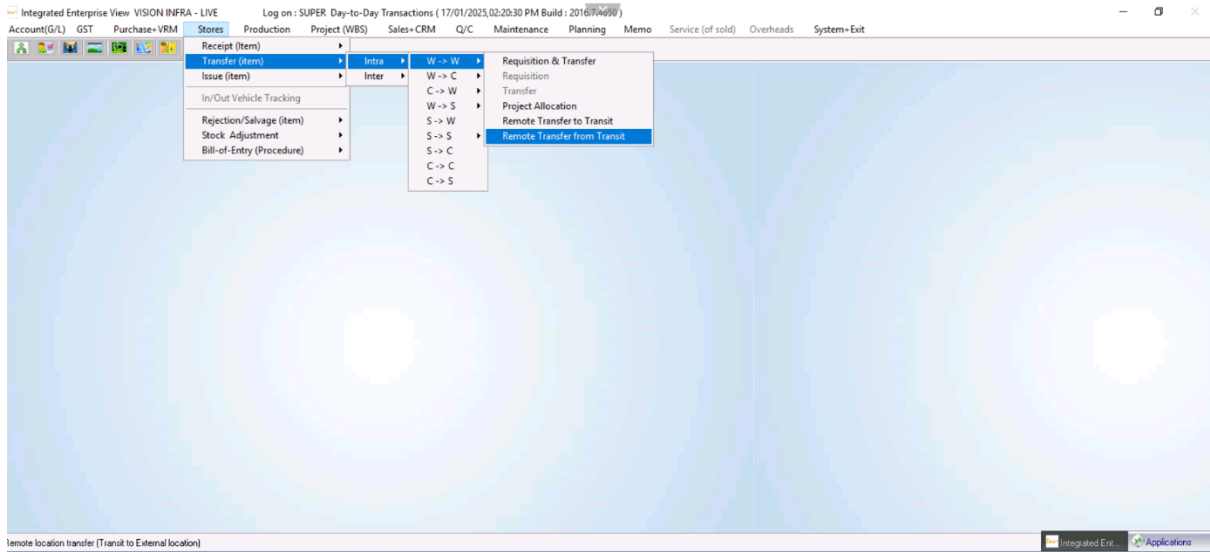 Integrated Enterprise View VISION INFRA - LIVE Log on : SUPER Day-to-Day Transactions ( 17/01/2025,02:20:30 PM Build : 2016.7.4050 )
Account(G/L) GST Purchase+VRM Stores Production Project (WBS) Sales+CRM Q/C Maintenance Planning Memo Service (of sold) Overheads System+Exit
Receipt (Item)
Transfer (item) Intra W -> W Requisition & Transfer
Issue (item) Inter W -> C Requisition
C -> W Transfer
In/Out Vehicle Tracking
W -> S Project Allocation
Rejection/Salvage (item) S -> W Remote Transfer to Transit
Stock Adjustment S -> S Remote Transfer from Transit
Bill-of-Entry (Procedure) S -> C
C -> C
C -> S
Remote location transfer (Transit to External location) Integrated Ent... Applications